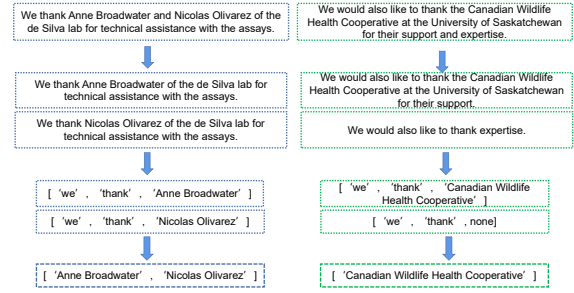 We thank Anne Broadwater and Nicolas Olivarez of the
de Silva lab for technical assistance with the assays.
We thank Anne Broadwater of the de Silva lab for
technical assistance with the assays.
We thank Nicolas Olivarez of the de Silva lab for
technical assistance with the assays.
[ 'we' , 'thank' , 'Anne Broadwater' ]
[ 'we' , 'thank' , 'Nicolas Olivarez' ]
[ 'Anne Broadwater' , 'Nicolas Olivarez' ]
We would also like to thank the Canadian Wildlife
Health Cooperative at the University of Saskatchewan
for their support and expertise.
We would also like to thank the Canadian Wildlife
Health Cooperative at the University of Saskatchewan
for their support.
We would also like to thank expertise.
[ 'we' , 'thank' , 'Canadian Wildlife
Health Cooperative' ]
[ 'we' , 'thank' , none]
[ 'Canadian Wildlife Health Cooperative' ]